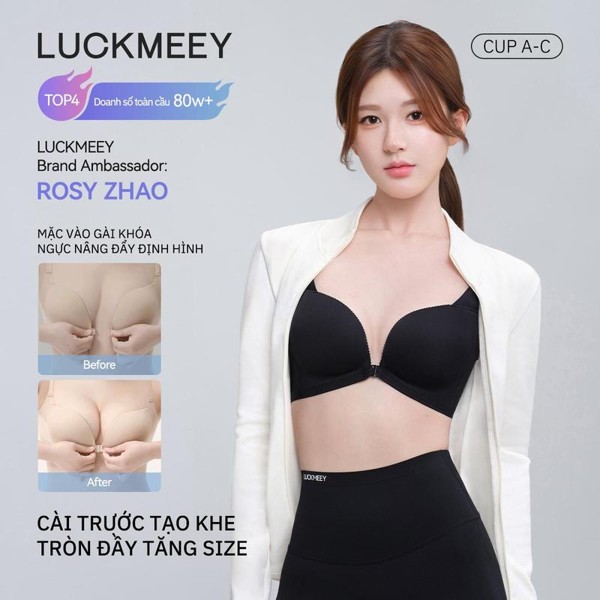 LUCKMEEY
CUP A-C
TOP4 Doanh số toàn cầu 80w+
LUCKMEEY
Brand Ambassador:
ROSY ZHAO
MẶC VÀO GÀI KHÓA
NGỰC NÂNG ĐẨY ĐỊNH HÌNH
Before
After
CÀI TRƯỚC TẠO KHE
TRÒN ĐẦY TĂNG SIZE
LUCKMEEY